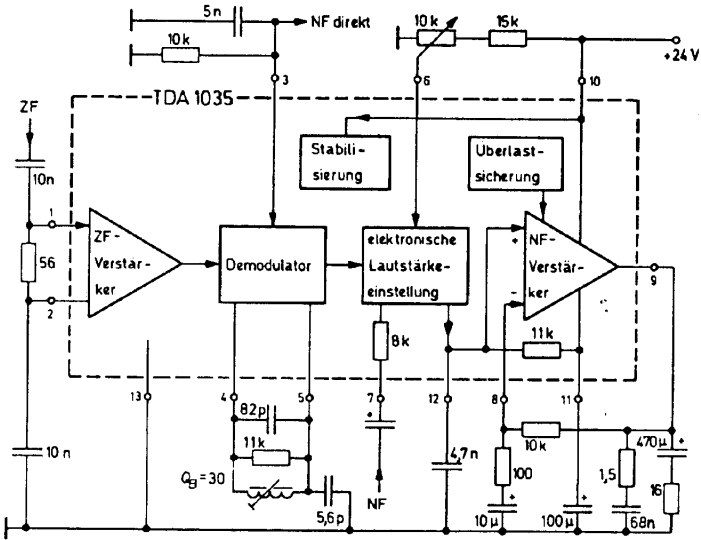 5n
NF direkt
10k
3
10k
15k
6
10
+24V
TDA 1035
ZF
10n
1
56
2
ZF-
Verstär-
ker
Stabili-
sierung
Überlast-
sicherung
Demodulator
elektronische
Lautstärke-
einstellung
+
NF-
Verstär-
ker
-
9
8k
11k
13
4
5
7
12
8
11
82p
11k
QB=30
5,6p
+
NF
4,7n
10k
100
+
10µ
+
100µ
1,5
68n
470µ
+
16
10n